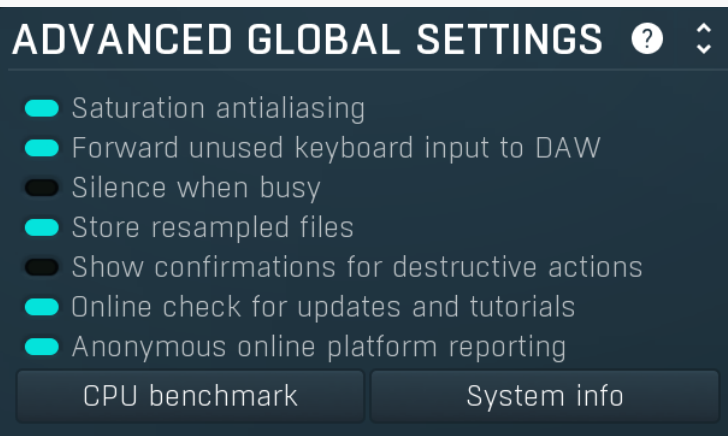 ADVANCED GLOBAL SETTINGS ?
Saturation antialiasing
Forward unused keyboard input to DAW
Silence when busy
Store resampled files
Show confirmations for destructive actions
Online check for updates and tutorials
Anonymous online platform reporting
CPU benchmark System info